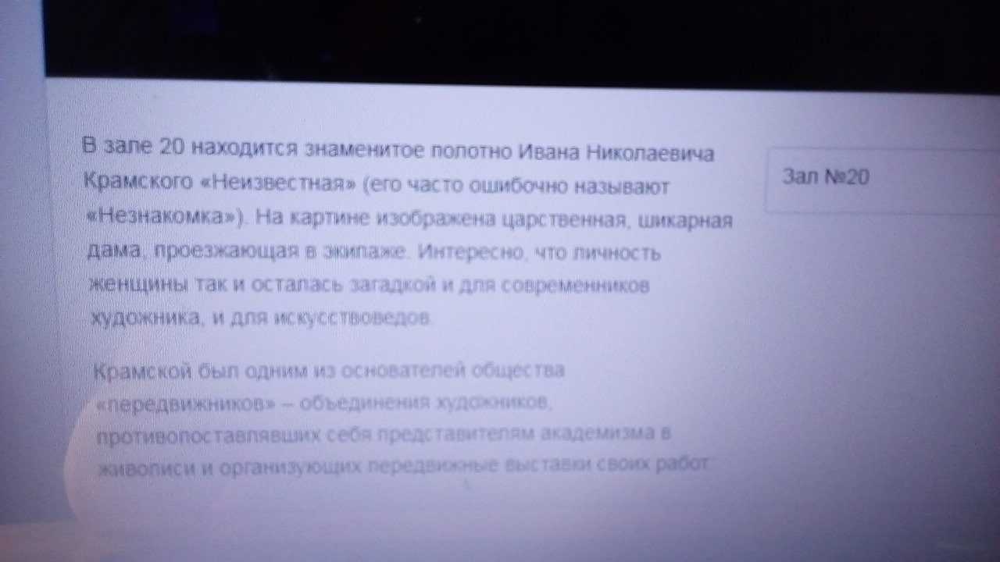 В зале 20 находится знаменитое полотно Ивана Николаевича
Крамского «Неизвестная» (его часто ошибочно называют
«Незнакомка»). На картине изображена царственная, шикарная
дама, проезжающая в экипаже. Интересно, что личность
женщины так и осталась загадкой и для современников
художника, и для искусствоведов.
Крамской был одним из основателей общества
«передвижников» – объединения художников,
противопоставлявших себя представителям академизма в
живописи и организующих передвижные выставки своих работ.
Зал №20